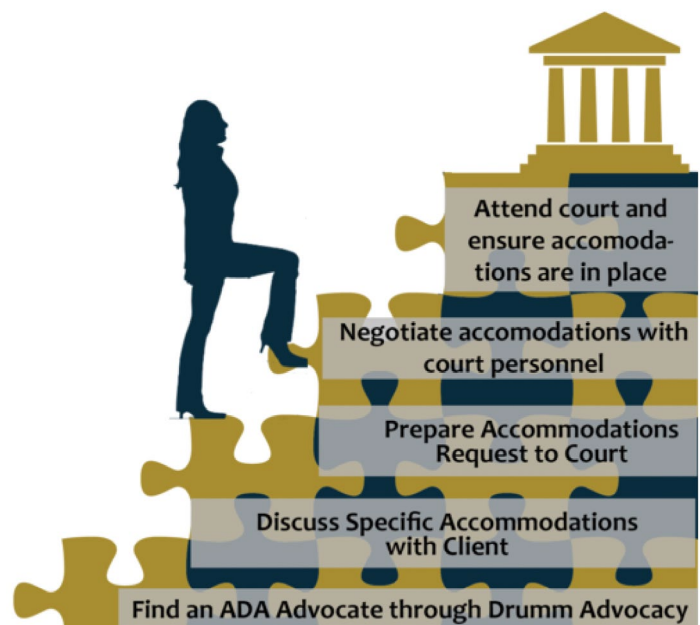 Attend court and
ensure accomoda-
tions are in place
Negotiate accomodations with
court personnel
Prepare Accommodations
Request to Court
Discuss Specific Accommodations
with Client
Find an ADA Advocate through Drumm Advocacy